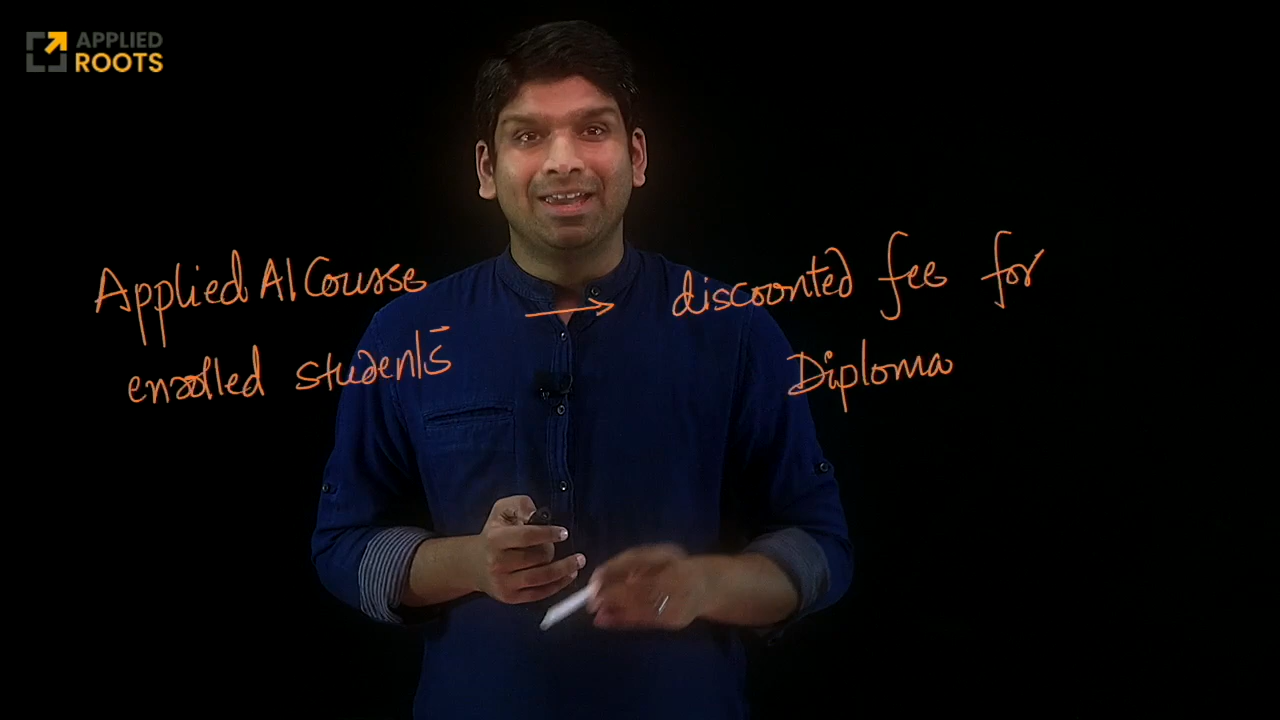 APPLIED
ROOTS
Applied AI Course → discounted fee for
enrolled students Diploma